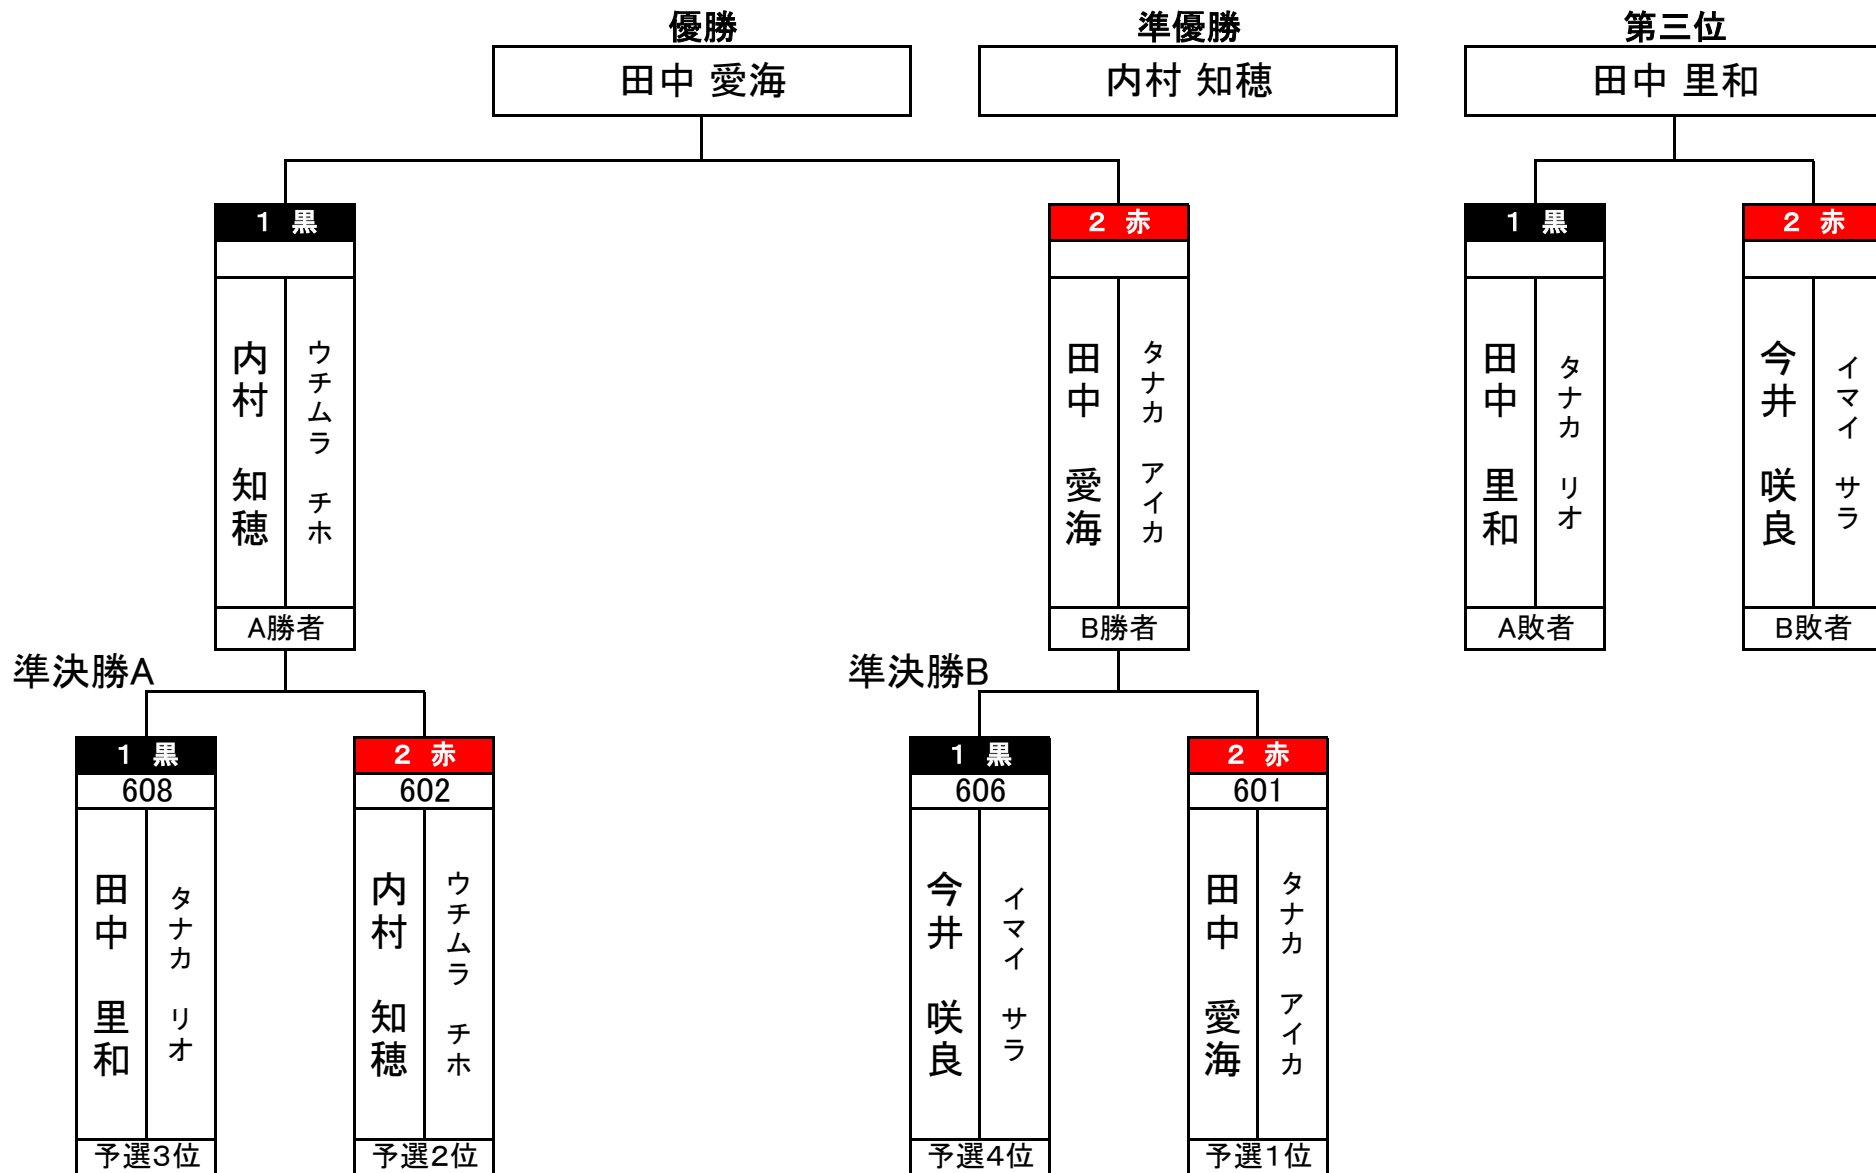 優勝
準優勝
第三位
田中 愛海
内村 知穂
田中 里和
1 黒
2 赤
1 黒
2 赤
内村 知穂
ウチムラ チホ
田中 愛海
タナカ アイカ
田中 里和
タナカ リオ
今井 咲良
イマイ サラ
A勝者
B勝者
A敗者
B敗者
準決勝A
準決勝B
1 黒
2 赤
1 黒
2 赤
608
602
606
601
田中 里和
タナカ リオ
内村 知穂
ウチムラ チホ
今井 咲良
イマイ サラ
田中 愛海
タナカ アイカ
予選3位
予選2位
予選4位
予選1位